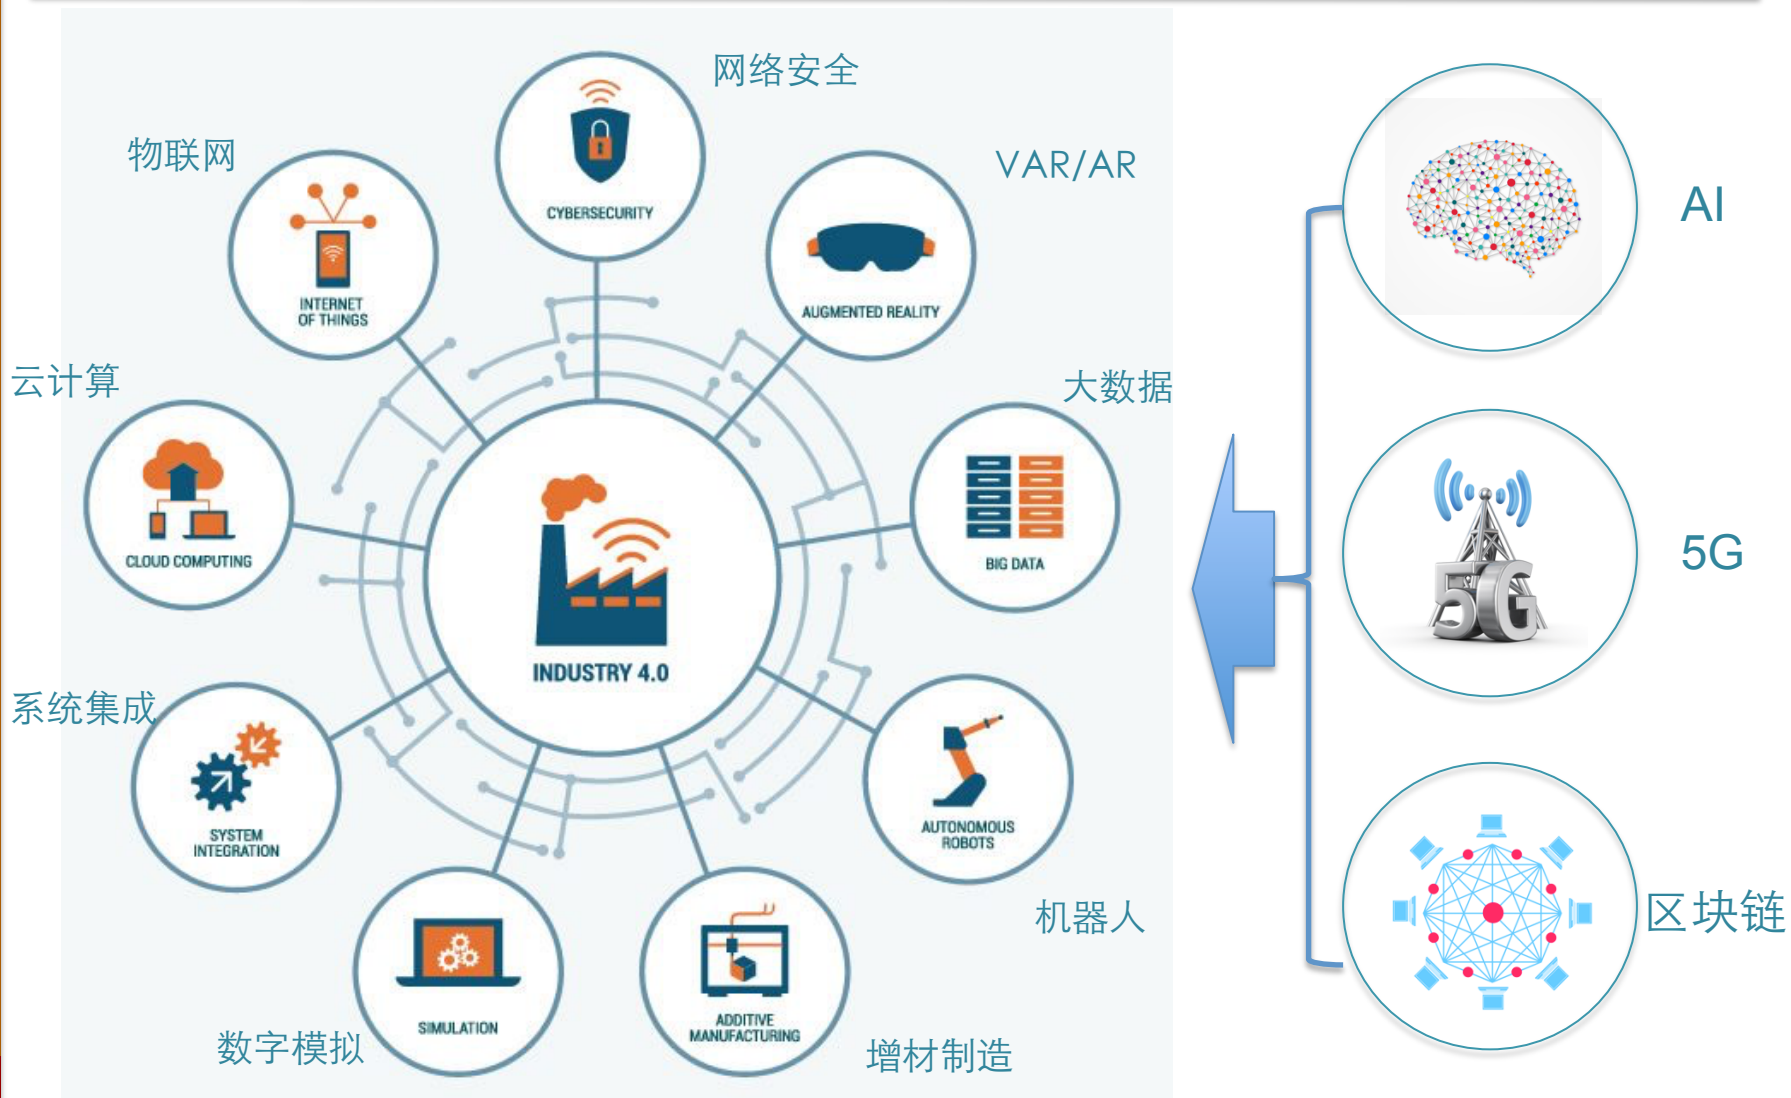 网络安全
CYBERSECURITY
物联网
INTERNET
OF THINGS
VAR/AR
AUGMENTED REALITY
云计算
CLOUD COMPUTING
大数据
BIG DATA
INDUSTRY 4.0
系统集成
SYSTEM
INTEGRATION
AUTONOMOUS
ROBOTS
机器人
数字模拟
SIMULATION
ADDITIVE
MANUFACTURING
增材制造
AI
5G
5G
区块链